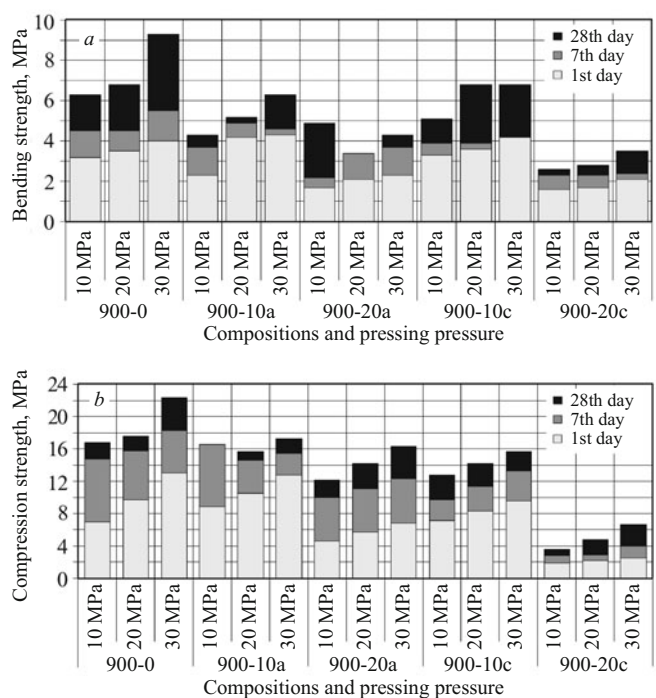 Bending strength, MPa
10
8
6
4
2
0
a
28th day
7th day
1st day
10 MPa
20 MPa
30 MPa
10 MPa
20 MPa
30 MPa
10 MPa
20 MPa
30 MPa
10 MPa
20 MPa
30 MPa
10 MPa
20 MPa
30 MPa
900-0
900-10a
900-20a
900-10c
900-20c
Compositions and pressing pressure
Compression strength, MPa
24
20
16
12
8
4
0
b
28th day
7th day
1st day
10 MPa
20 MPa
30 MPa
10 MPa
20 MPa
30 MPa
10 MPa
20 MPa
30 MPa
10 MPa
20 MPa
30 MPa
10 MPa
20 MPa
30 MPa
900-0
900-10a
900-20a
900-10c
900-20c
Compositions and pressing pressure